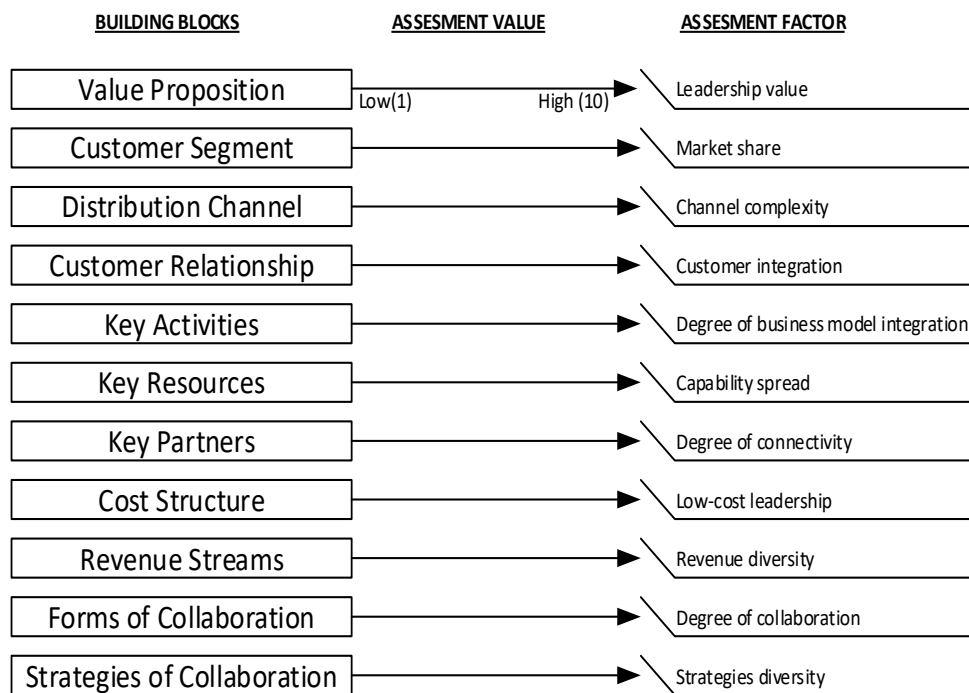 BUILDING BLOCKS ASSESMENT VALUE ASSESMENT FACTOR
Value Proposition Low(1) High (10) Leadership value
Customer Segment Market share
Distribution Channel Channel complexity
Customer Relationship Customer integration
Key Activities Degree of business model integration
Key Resources Capability spread
Key Partners Degree of connectivity
Cost Structure Low-cost leadership
Revenue Streams Revenue diversity
Forms of Collaboration Degree of collaboration
Strategies of Collaboration Strategies diversity